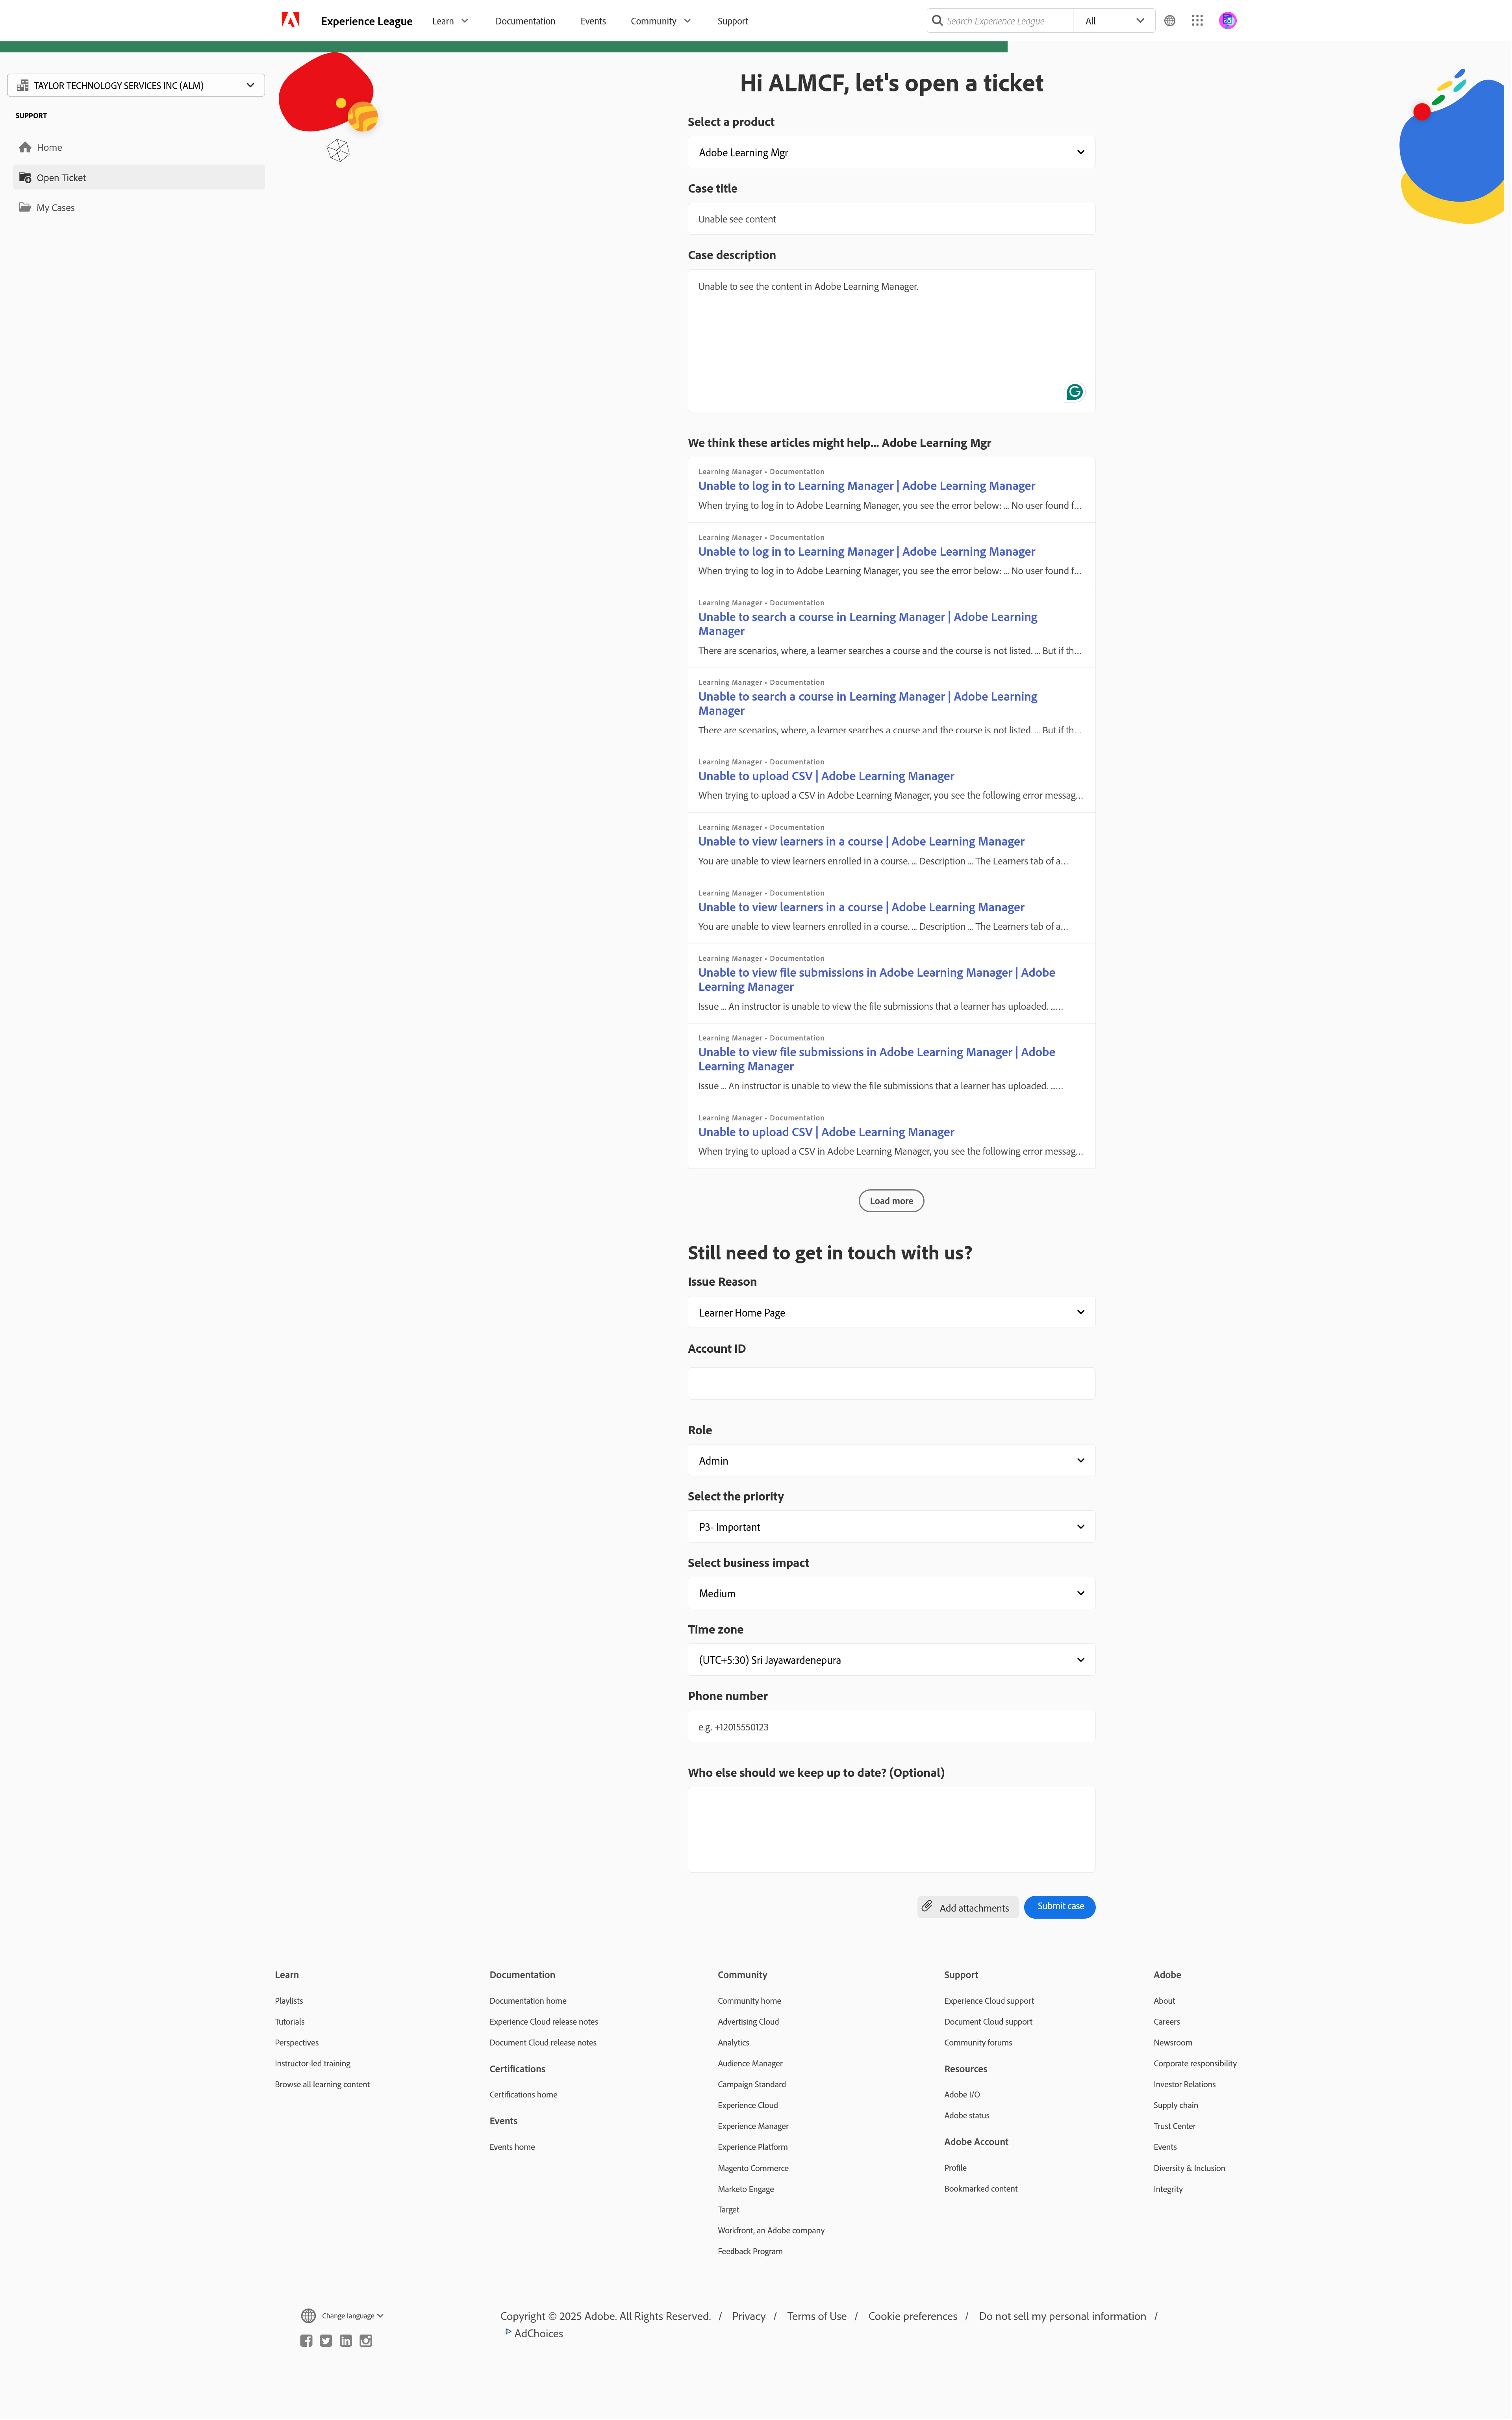 Experience League
Learn
Documentation
Events
Community
Support
Search Experience League
All
TAYLOR TECHNOLOGY SERVICES INC (ALM)
SUPPORT
Home
Open Ticket
My Cases
Hi ALMCF, let's open a ticket
Select a product
Adobe Learning Mgr
Case title
Unable see content
Case description
Unable to see the content in Adobe Learning Manager.
We think these articles might help... Adobe Learning Mgr
Learning Manager • Documentation
Unable to log in to Learning Manager | Adobe Learning Manager
When trying to log in to Adobe Learning Manager, you see the error below: ... No user found f...
Learning Manager • Documentation
Unable to log in to Learning Manager | Adobe Learning Manager
When trying to log in to Adobe Learning Manager, you see the error below: ... No user found f...
Learning Manager • Documentation
Unable to search a course in Learning Manager | Adobe Learning
Manager
There are scenarios, where, a learner searches a course and the course is not listed. ... But if th...
Learning Manager • Documentation
Unable to search a course in Learning Manager | Adobe Learning
Manager
There are scenarios, where, a learner searches a course and the course is not listed. ... But if th...
Learning Manager • Documentation
Unable to upload CSV | Adobe Learning Manager
When trying to upload a CSV in Adobe Learning Manager, you see the following error messag...
Learning Manager • Documentation
Unable to view learners in a course | Adobe Learning Manager
You are unable to view learners enrolled in a course. ... Description ... The Learners tab of a...
Learning Manager • Documentation
Unable to view learners in a course | Adobe Learning Manager
You are unable to view learners enrolled in a course. ... Description ... The Learners tab of a...
Learning Manager • Documentation
Unable to view file submissions in Adobe Learning Manager | Adobe
Learning Manager
Issue ... An instructor is unable to view the file submissions that a learner has uploaded. ......
Learning Manager • Documentation
Unable to view file submissions in Adobe Learning Manager | Adobe
Learning Manager
Issue ... An instructor is unable to view the file submissions that a learner has uploaded. ......
Learning Manager • Documentation
Unable to upload CSV | Adobe Learning Manager
When trying to upload a CSV in Adobe Learning Manager, you see the following error messag...
Load more
Still need to get in touch with us?
Issue Reason
Learner Home Page
Account ID
Role
Admin
Select the priority
P3- Important
Select business impact
Medium
Time zone
(UTC+5:30) Sri Jayawardenepura
Phone number
e.g. +12015550123
Who else should we keep up to date? (Optional)
Add attachments
Submit case
Learn
Playlists
Tutorials
Perspectives
Instructor-led training
Browse all learning content
Documentation
Documentation home
Experience Cloud release notes
Document Cloud release notes
Certifications
Certifications home
Events
Events home
Community
Community home
Advertising Cloud
Analytics
Audience Manager
Campaign Standard
Experience Cloud
Experience Manager
Experience Platform
Magento Commerce
Marketo Engage
Target
Workfront, an Adobe company
Feedback Program
Support
Experience Cloud support
Document Cloud support
Community forums
Resources
Adobe I/O
Adobe status
Adobe Account
Profile
Bookmarked content
Adobe
About
Careers
Newsroom
Corporate responsibility
Investor Relations
Supply chain
Trust Center
Events
Diversity & Inclusion
Integrity
Change language
Copyright © 2025 Adobe. All Rights Reserved. / Privacy / Terms of Use / Cookie preferences / Do not sell my personal information /
AdChoices